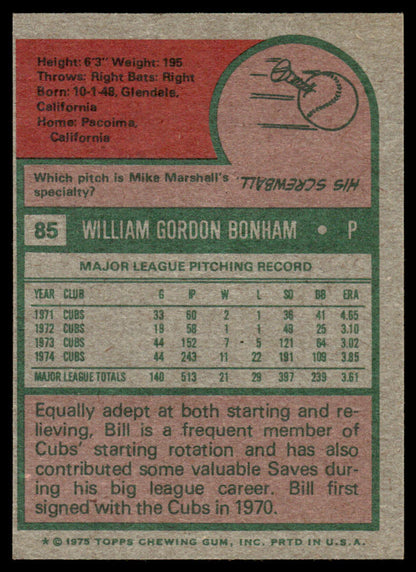 Height: 6'3" Weight: 195
Throws: Right Bats: Right
Born: 10-1-48, Glendale,
California
Home: Pacoima,
California
Which pitch is Mike Marshall's
specialty?
HIS SCREWBALL
85 WILLIAM GORDON BONHAM • P
MAJOR LEAGUE PITCHING RECORD
YEAR CLUB G IP W L SO BB ERA
1971 CUBS 33 60 2 1 36 41 4.65
1972 CUBS 19 58 1 1 49 25 3.10
1973 CUBS 44 152 7 5 121 64 3.02
1974 CUBS 44 243 11 22 191 109 3.85
MAJOR LEAGUE TOTALS 140 513 21 29 397 239 3.61
Equally adept at both starting and re-
lieving, Bill is a frequent member of
Cubs' starting rotation and has also
contributed some valuable Saves dur-
ing his big league career. Bill first
signed with the Cubs in 1970.
* © 1975 TOPPS CHEWING GUM, INC. PRTD IN U.S.A.